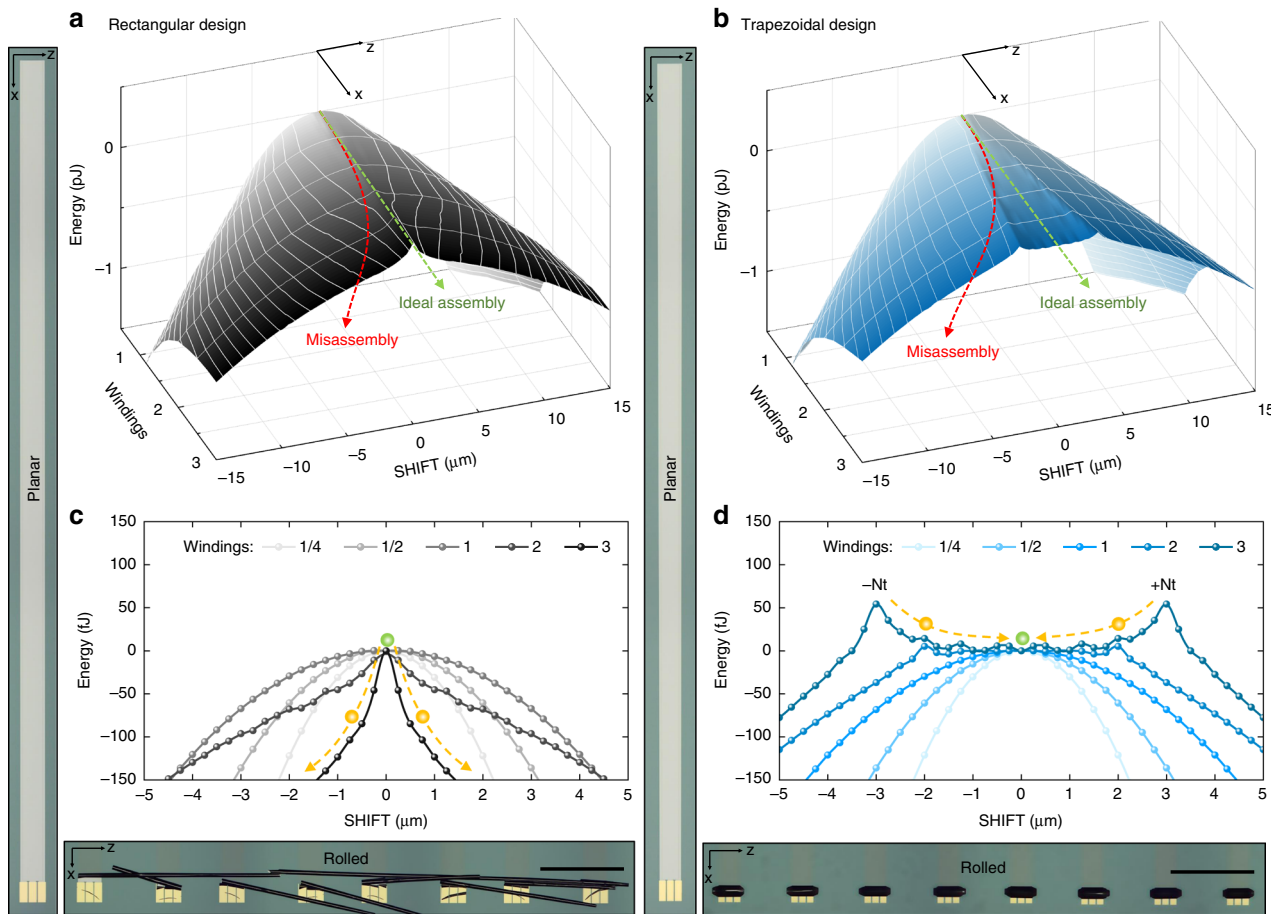 a Rectangular design
z
x
z
x
0
−1
Energy (pJ)
Ideal assembly
Misassembly
1
2
3
Windings
−15
−10
−5
0
5
10
15
SHIFT (μm)
Planar
b Trapezoidal design
z
x
z
x
0
−1
Energy (pJ)
Ideal assembly
Misassembly
1
2
3
Windings
−15
−10
−5
0
5
10
15
SHIFT (μm)
Planar
c
Windings: 1/4 1/2 1 2 3
150
100
50
0
−50
−100
−150
Energy (fJ)
−5 −4 −3 −2 −1 0 1 2 3 4 5
SHIFT (μm)
z
x
Rolled
d
Windings: 1/4 1/2 1 2 3
−Nt +Nt
150
100
50
0
−50
−100
−150
Energy (fJ)
−5 −4 −3 −2 −1 0 1 2 3 4 5
SHIFT (μm)
z
x
Rolled